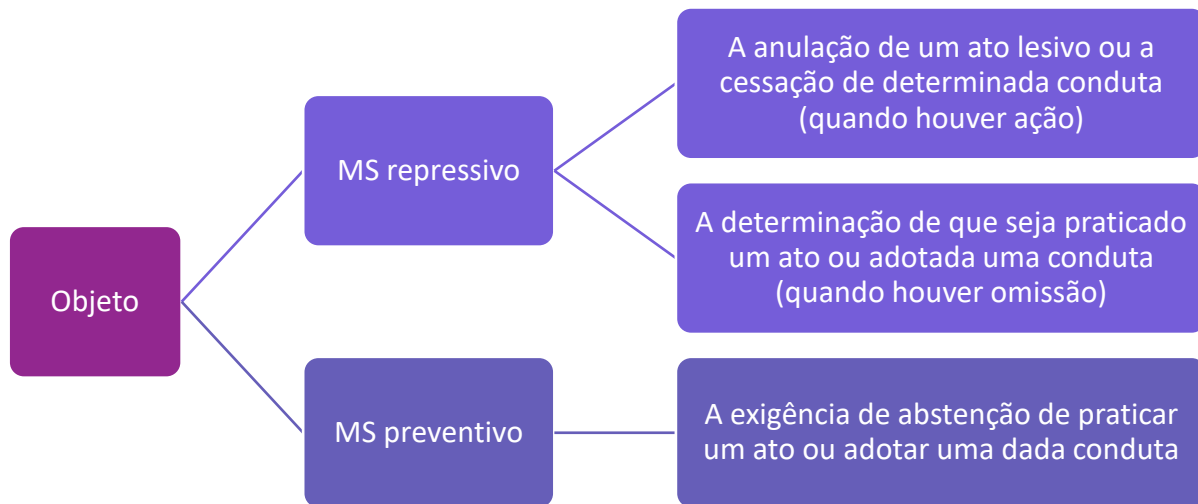 Objeto
MS repressivo
A anulação de um ato lesivo ou a
cessação de determinada conduta
(quando houver ação)
A determinação de que seja praticado
um ato ou adotada uma conduta
(quando houver omissão)
MS preventivo
A exigência de abstenção de praticar
um ato ou adotar uma dada conduta